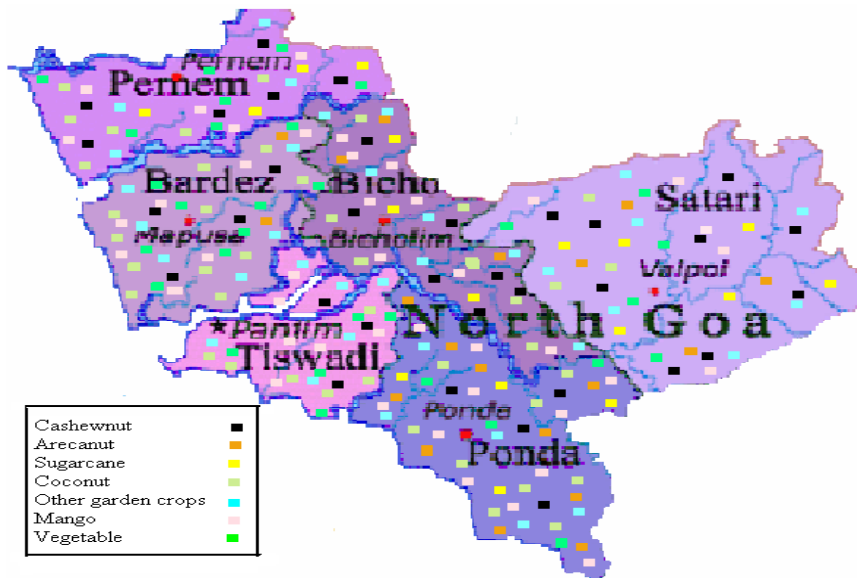 Pernem
Pernem
Bardez
Bicho
Satari
Mapusa
Bicholim
Valpoi
North Goa
*Panjim
Tiswadi
Ponda
Ponda
Cashewnut
Arecanut
Sugarcane
Coconut
Other garden crops
Mango
Vegetable